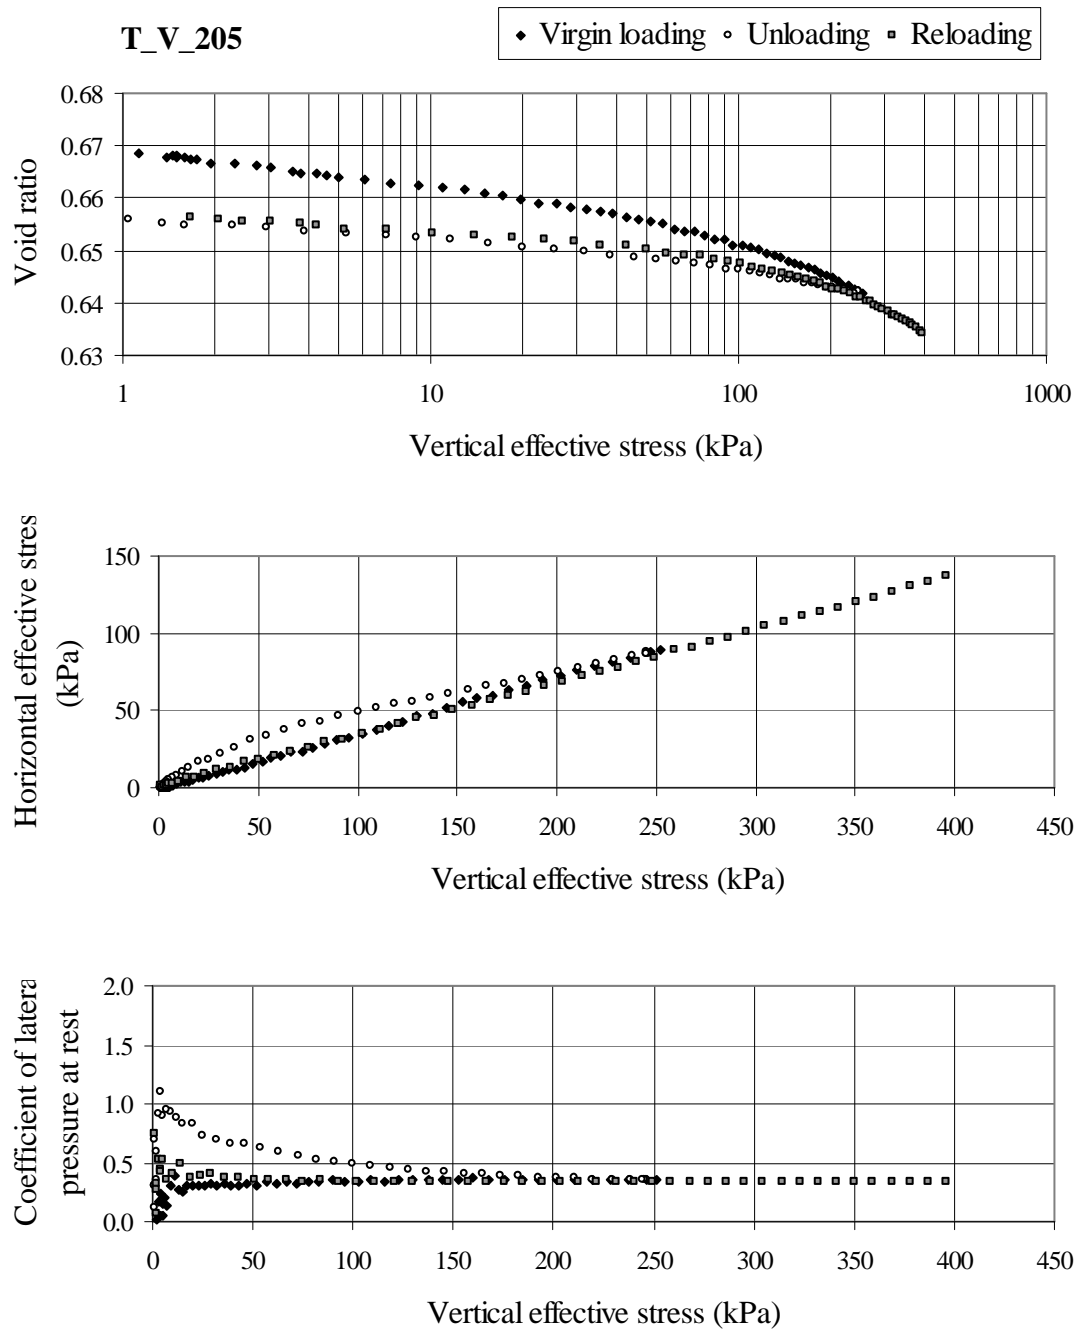 T_V_205
Virgin loading Unloading Reloading
Void ratio
0.68
0.67
0.66
0.65
0.64
0.63
1 10 100 1000
Vertical effective stress (kPa)
Horizontal effective stres
(kPa)
150
100
50
0
0 50 100 150 200 250 300 350 400 450
Vertical effective stress (kPa)
Coefficient of latera
pressure at rest
2.0
1.5
1.0
0.5
0.0
0 50 100 150 200 250 300 350 400 450
Vertical effective stress (kPa)